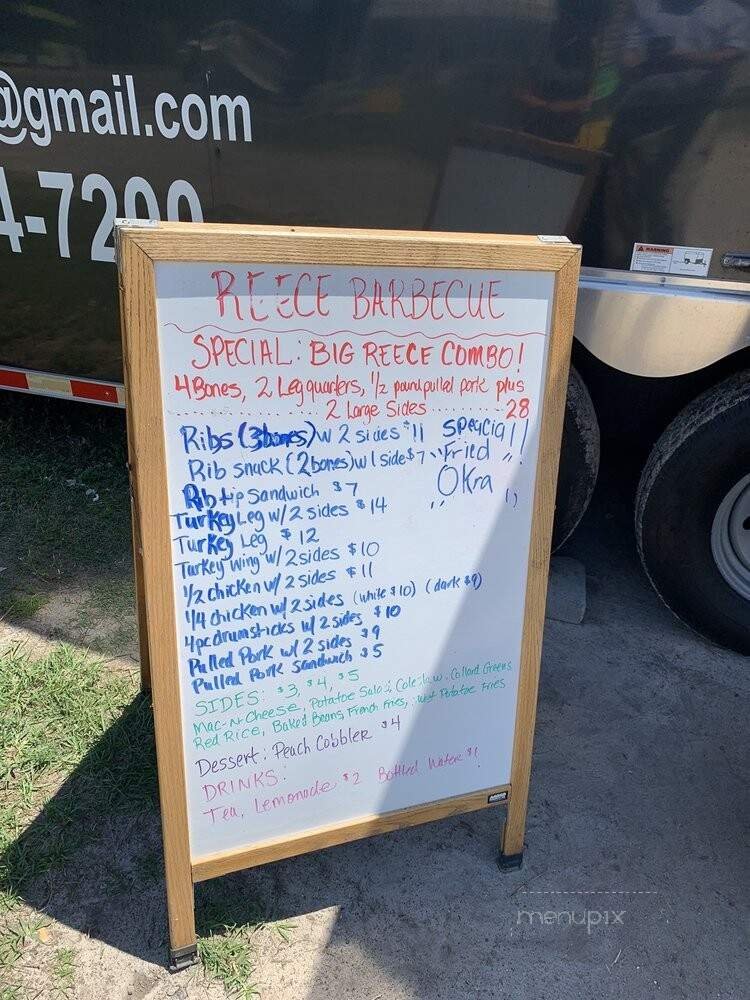 @gmail.com
4-7200
WARNING
REECE BARBECUE
SPECIAL: BIG REECE COMBO!
4 Bones, 2 Leg quarters, 1/2 pound pulled pork plus
2 Large Sides 28
Ribs (3bones) w 2 sides $11
Rib snack (2bones) w 1 side $7
Rib tip Sandwich $7
Turkey Leg w/ 2 sides $14
Turkey Leg $12
Turkey wing w/ 2 sides $10
1/2 chicken w/ 2 sides $11
1/4 chicken w/ 2 sides (white $10) (dark $9)
4pc drumsticks w/ 2 sides $10
Pulled Pork w/ 2 sides $9
Pulled Pork sandwich $5
Speacial!
"Fried"
Okra
SIDES: $3, $4, $5
Mac-N-Cheese, Potatoe Salad, Coleslaw, Collard Greens
Red Rice, Baked Beans, French Fries, Potatoe Fries
Dessert: Peach Cobbler $4
DRINKS:
Tea, Lemonade $2 Bottled Water $1
menupix